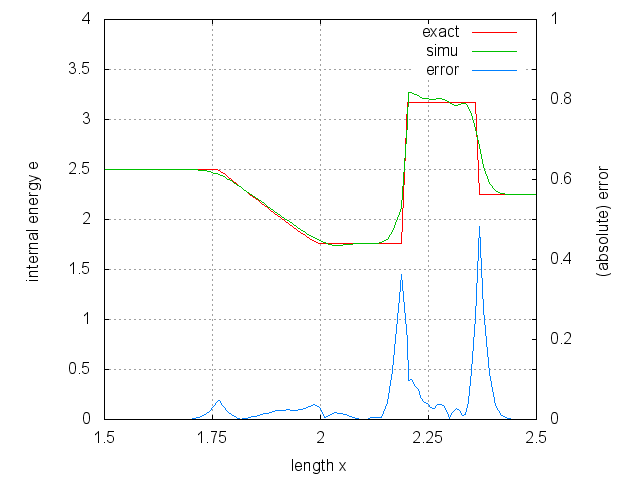 4
3.5
3
2.5
2
1.5
1
0.5
0
internal energy e
exact
simu
error
1
0.8
0.6
0.4
0.2
0
(absolute) error
1.5 1.75 2 2.25 2.5
length x